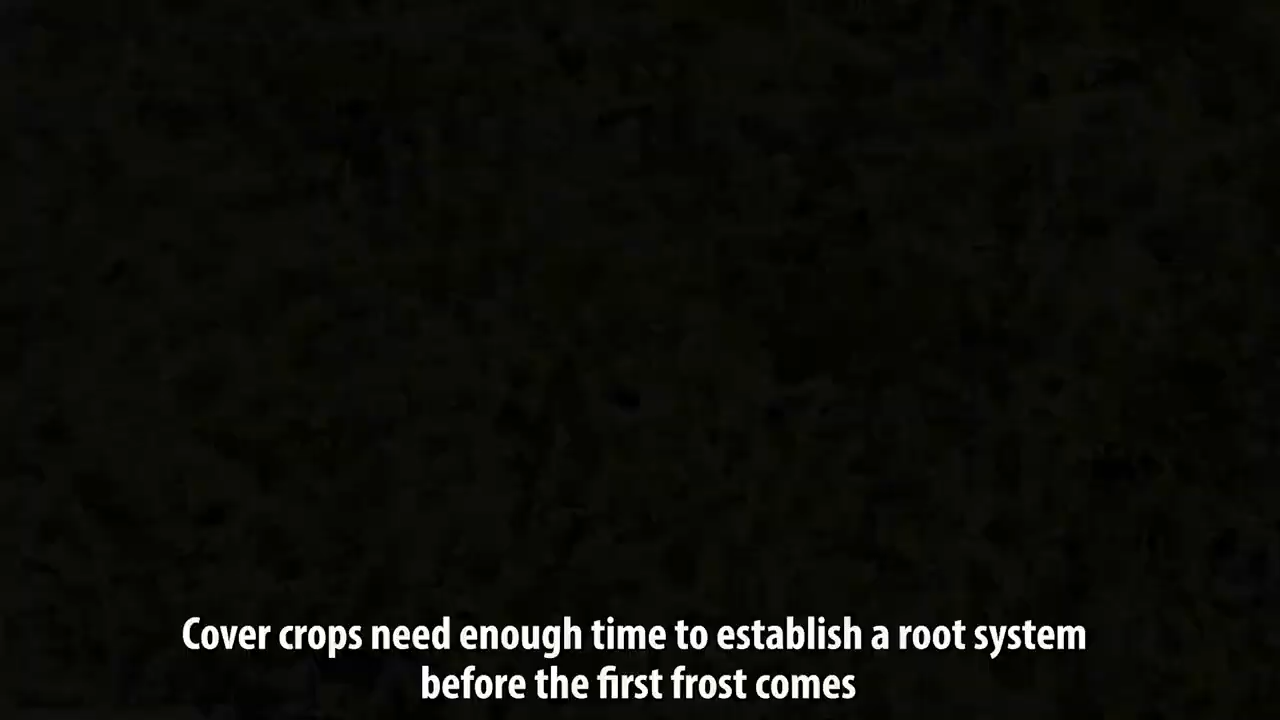 Cover crops need enough time to establish a root system
before the first frost comes